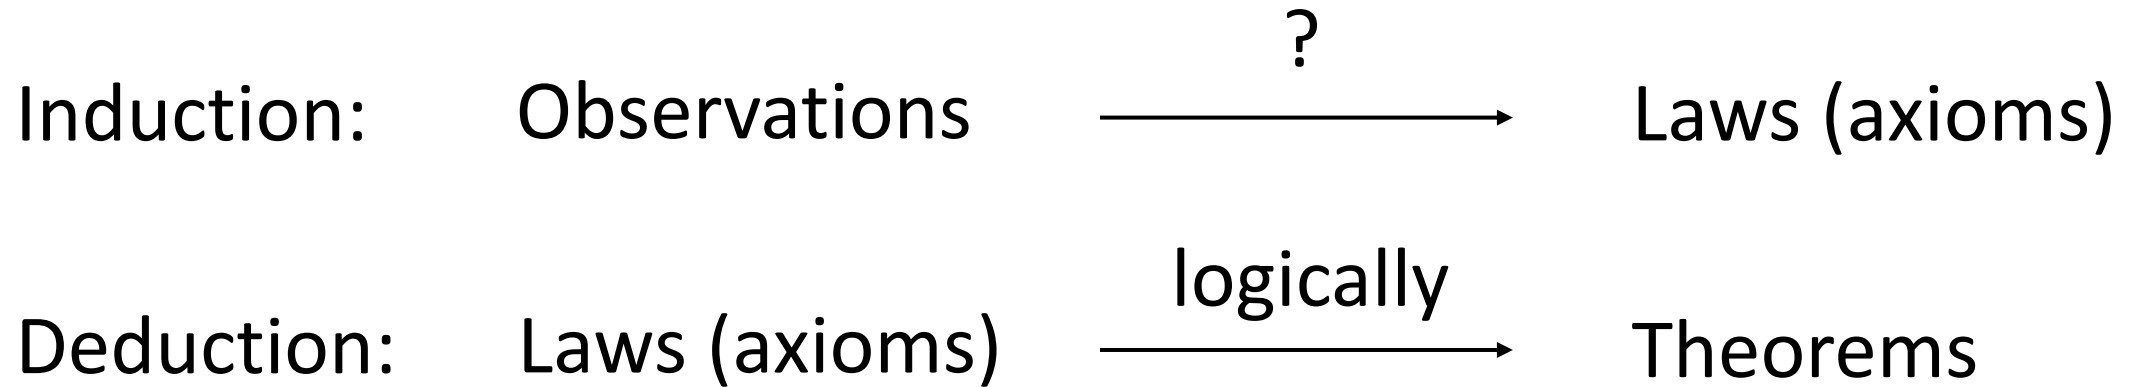 ?
Induction: Observations Laws (axioms)
logically
Deduction: Laws (axioms) Theorems